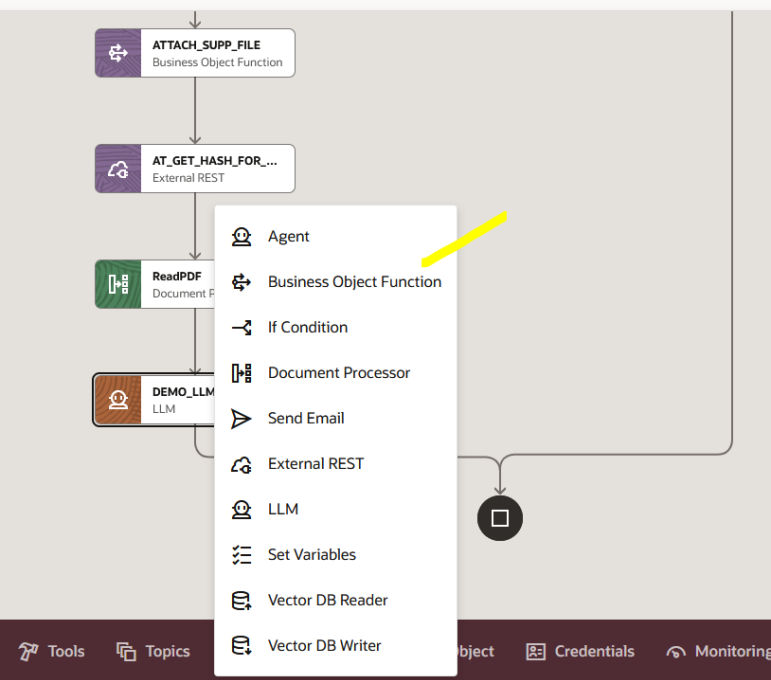 ATTACH_SUPP_FILE
Business Object Function
AT_GET_HASH_FOR_...
External REST
ReadPDF
Document P
DEMO_LLM
LLM
Agent
Business Object Function
If Condition
Document Processor
Send Email
External REST
LLM
Set Variables
Vector DB Reader
Vector DB Writer
Tools
Topics
bject
Credentials
Monitoring